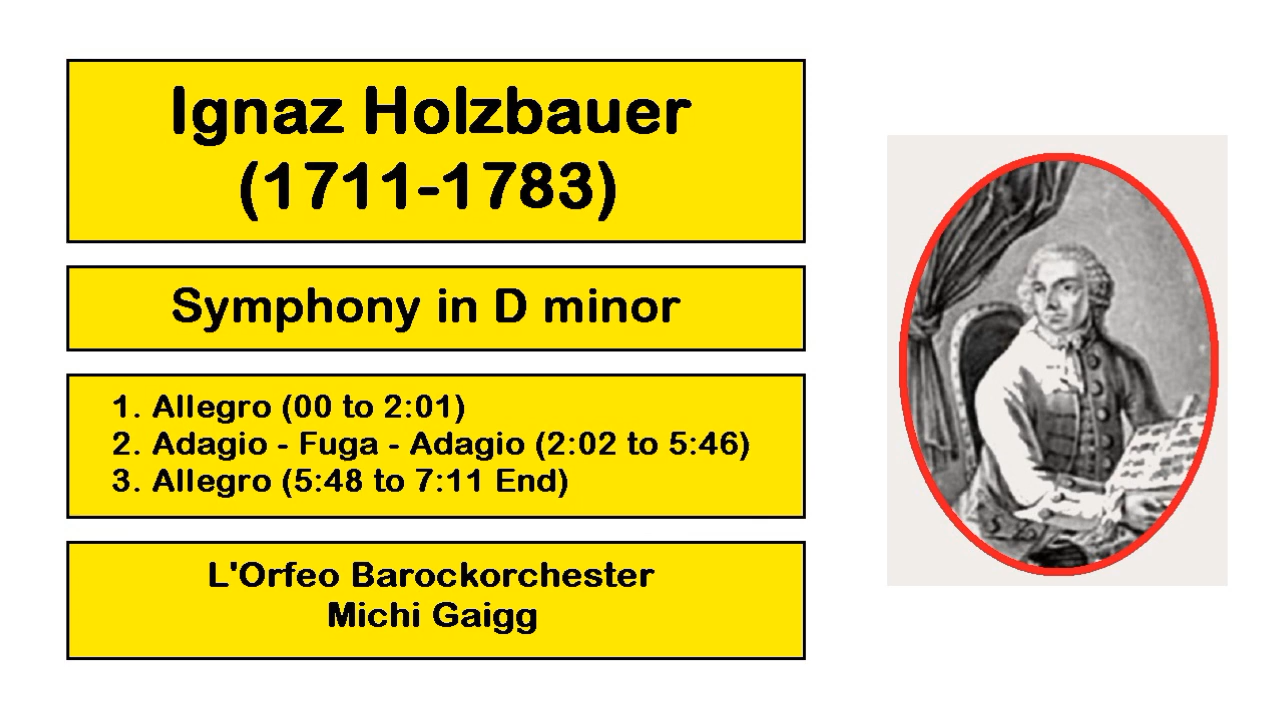 Ignaz Holzbauer
(1711-1783)
Symphony in D minor
1. Allegro (00 to 2:01)
2. Adagio - Fuga - Adagio (2:02 to 5:46)
3. Allegro (5:48 to 7:11 End)
L'Orfeo Barockorchester
Michi Gaigg